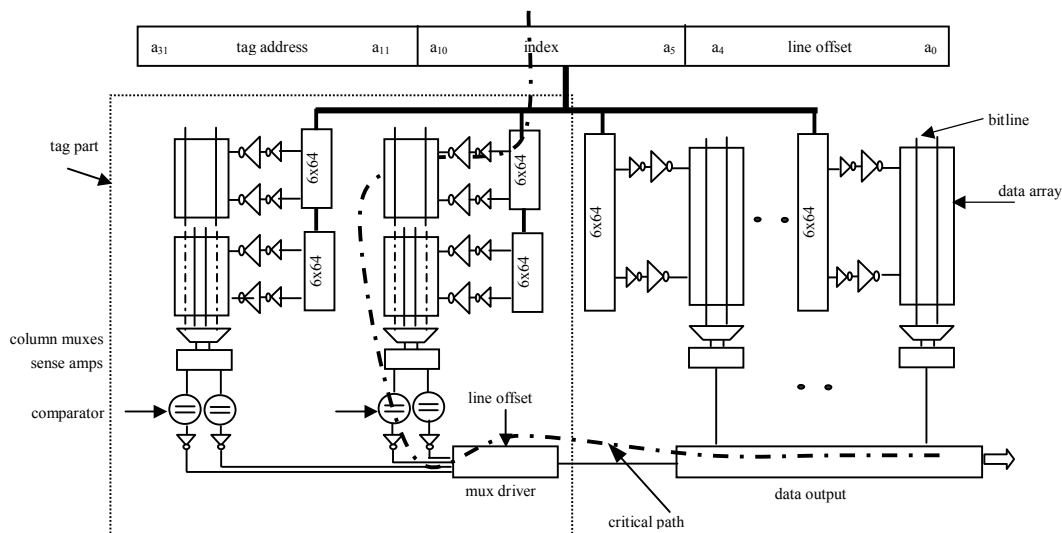 a31 tag address a11 a10 index a5 a4 line offset a0
bitline
tag part
data array
6x64
6x64
6x64
6x64
6x64
6x64
column muxes
sense amps
comparator
line offset
mux driver
data output
critical path